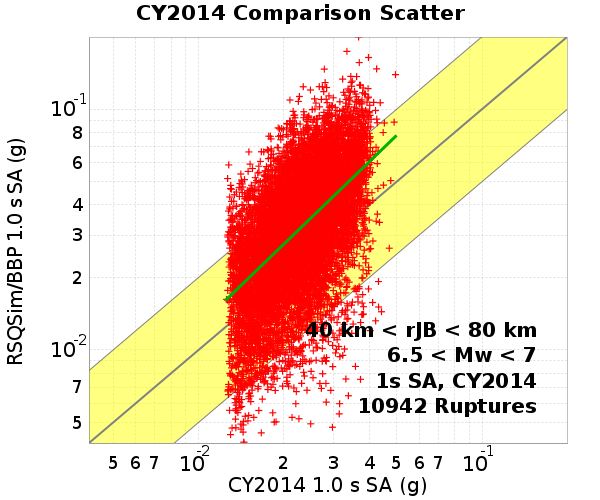 CY2014 Comparison Scatter
RSQSim/BBP 1.0 s SA (g)
10^-1
8
6
4
3
2
10^-2
7
5
40 km < rJB < 80 km
6.5 < Mw < 7
1s SA, CY2014
10942 Ruptures
5 6 7 10^-2 2 3 4 5 6 7 10^-1
CY2014 1.0 s SA (g)